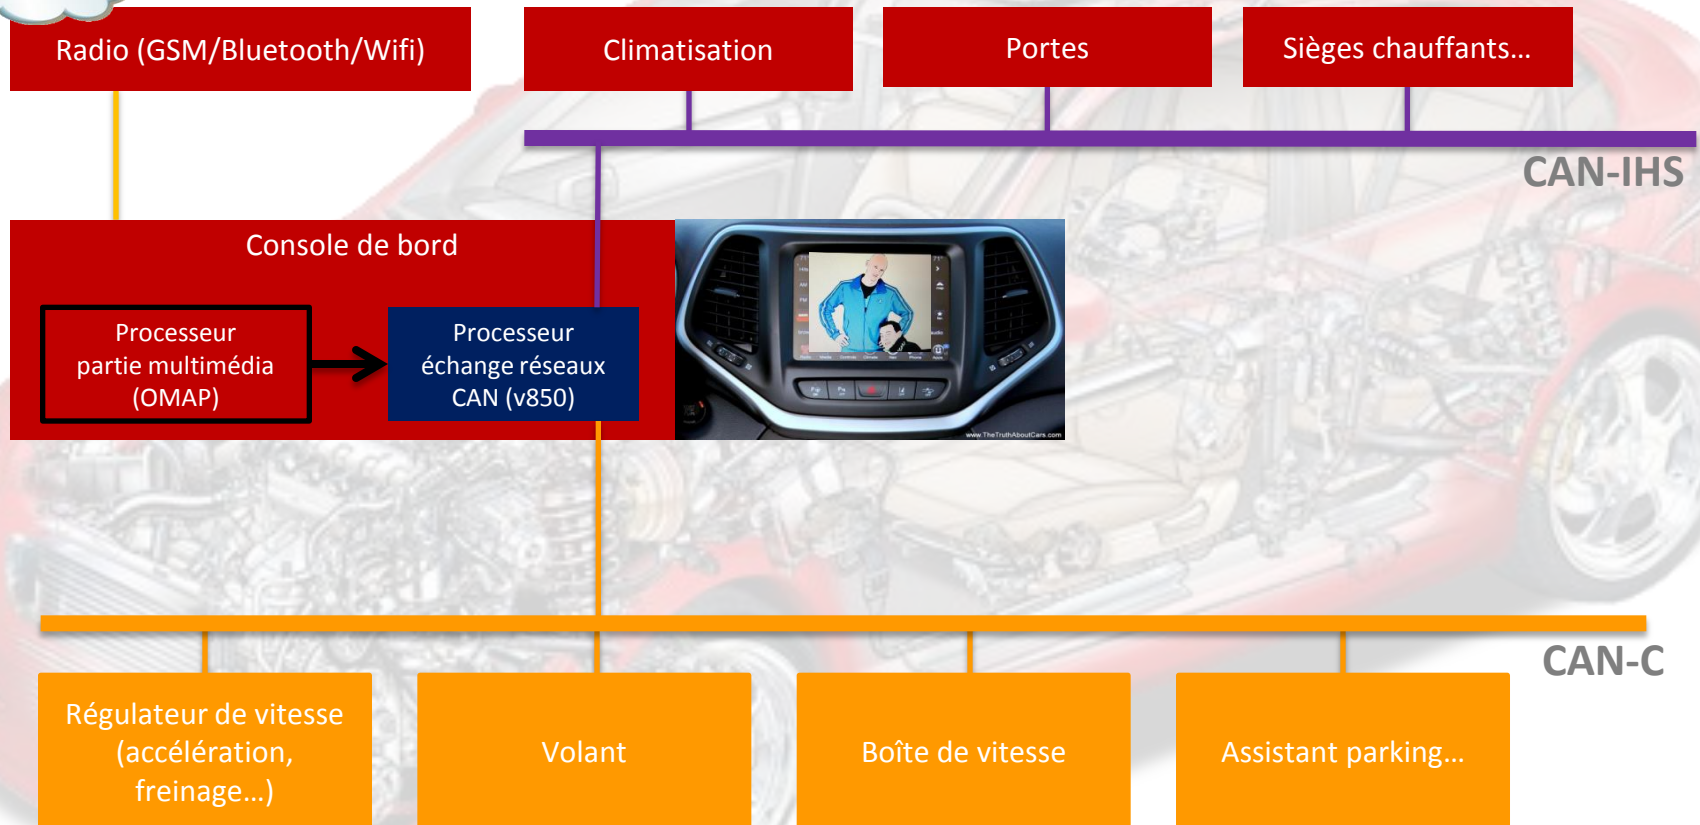 Radio (GSM/Bluetooth/Wifi)
Climatisation
Portes
Sièges chauffants...
CAN-IHS
Console de bord
Processeur
partie multimédia
(OMAP)
Processeur
échange réseaux
CAN (v850)
www.TheTruthAboutCars.com
CAN-C
Régulateur de vitesse
(accélération,
freinage...)
Volant
Boîte de vitesse
Assistant parking...